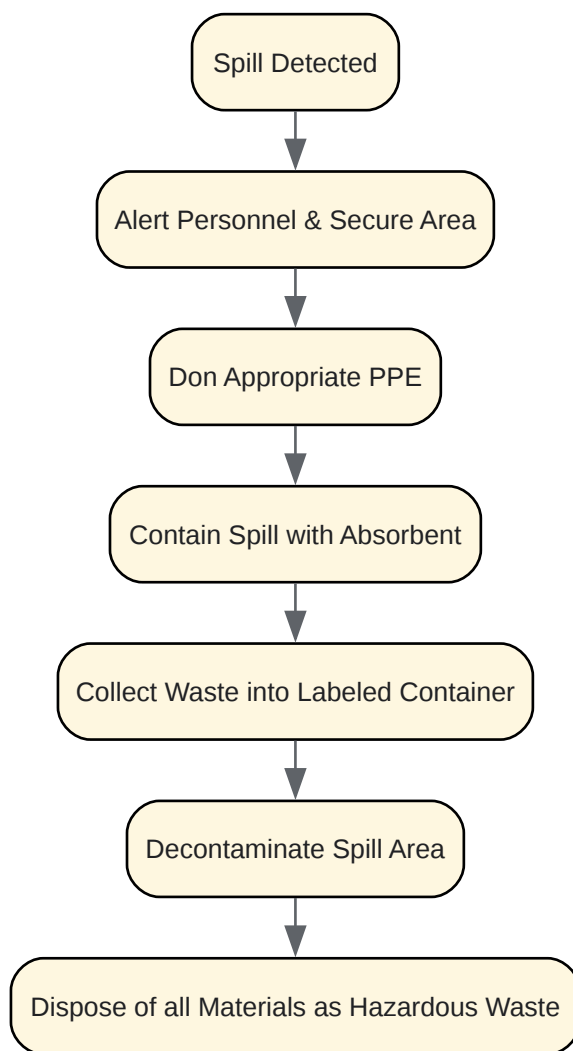 Spill Detected
Alert Personnel & Secure Area
Don Appropriate PPE
Contain Spill with Absorbent
Collect Waste into Labeled Container
Decontaminate Spill Area
Dispose of all Materials as Hazardous Waste